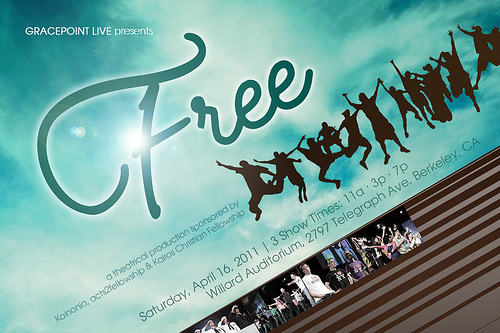 GRACEPOINT LIVE presents
Free
a theatrical production sponsored by
Koinonia, acts2fellowship & Kairos Christian Fellowship
Saturday, April 16, 2011 | 3 Show Times: 11a · 3p · 7p
Willard Auditorium, 2797 Telegraph Ave, Berkeley, CA